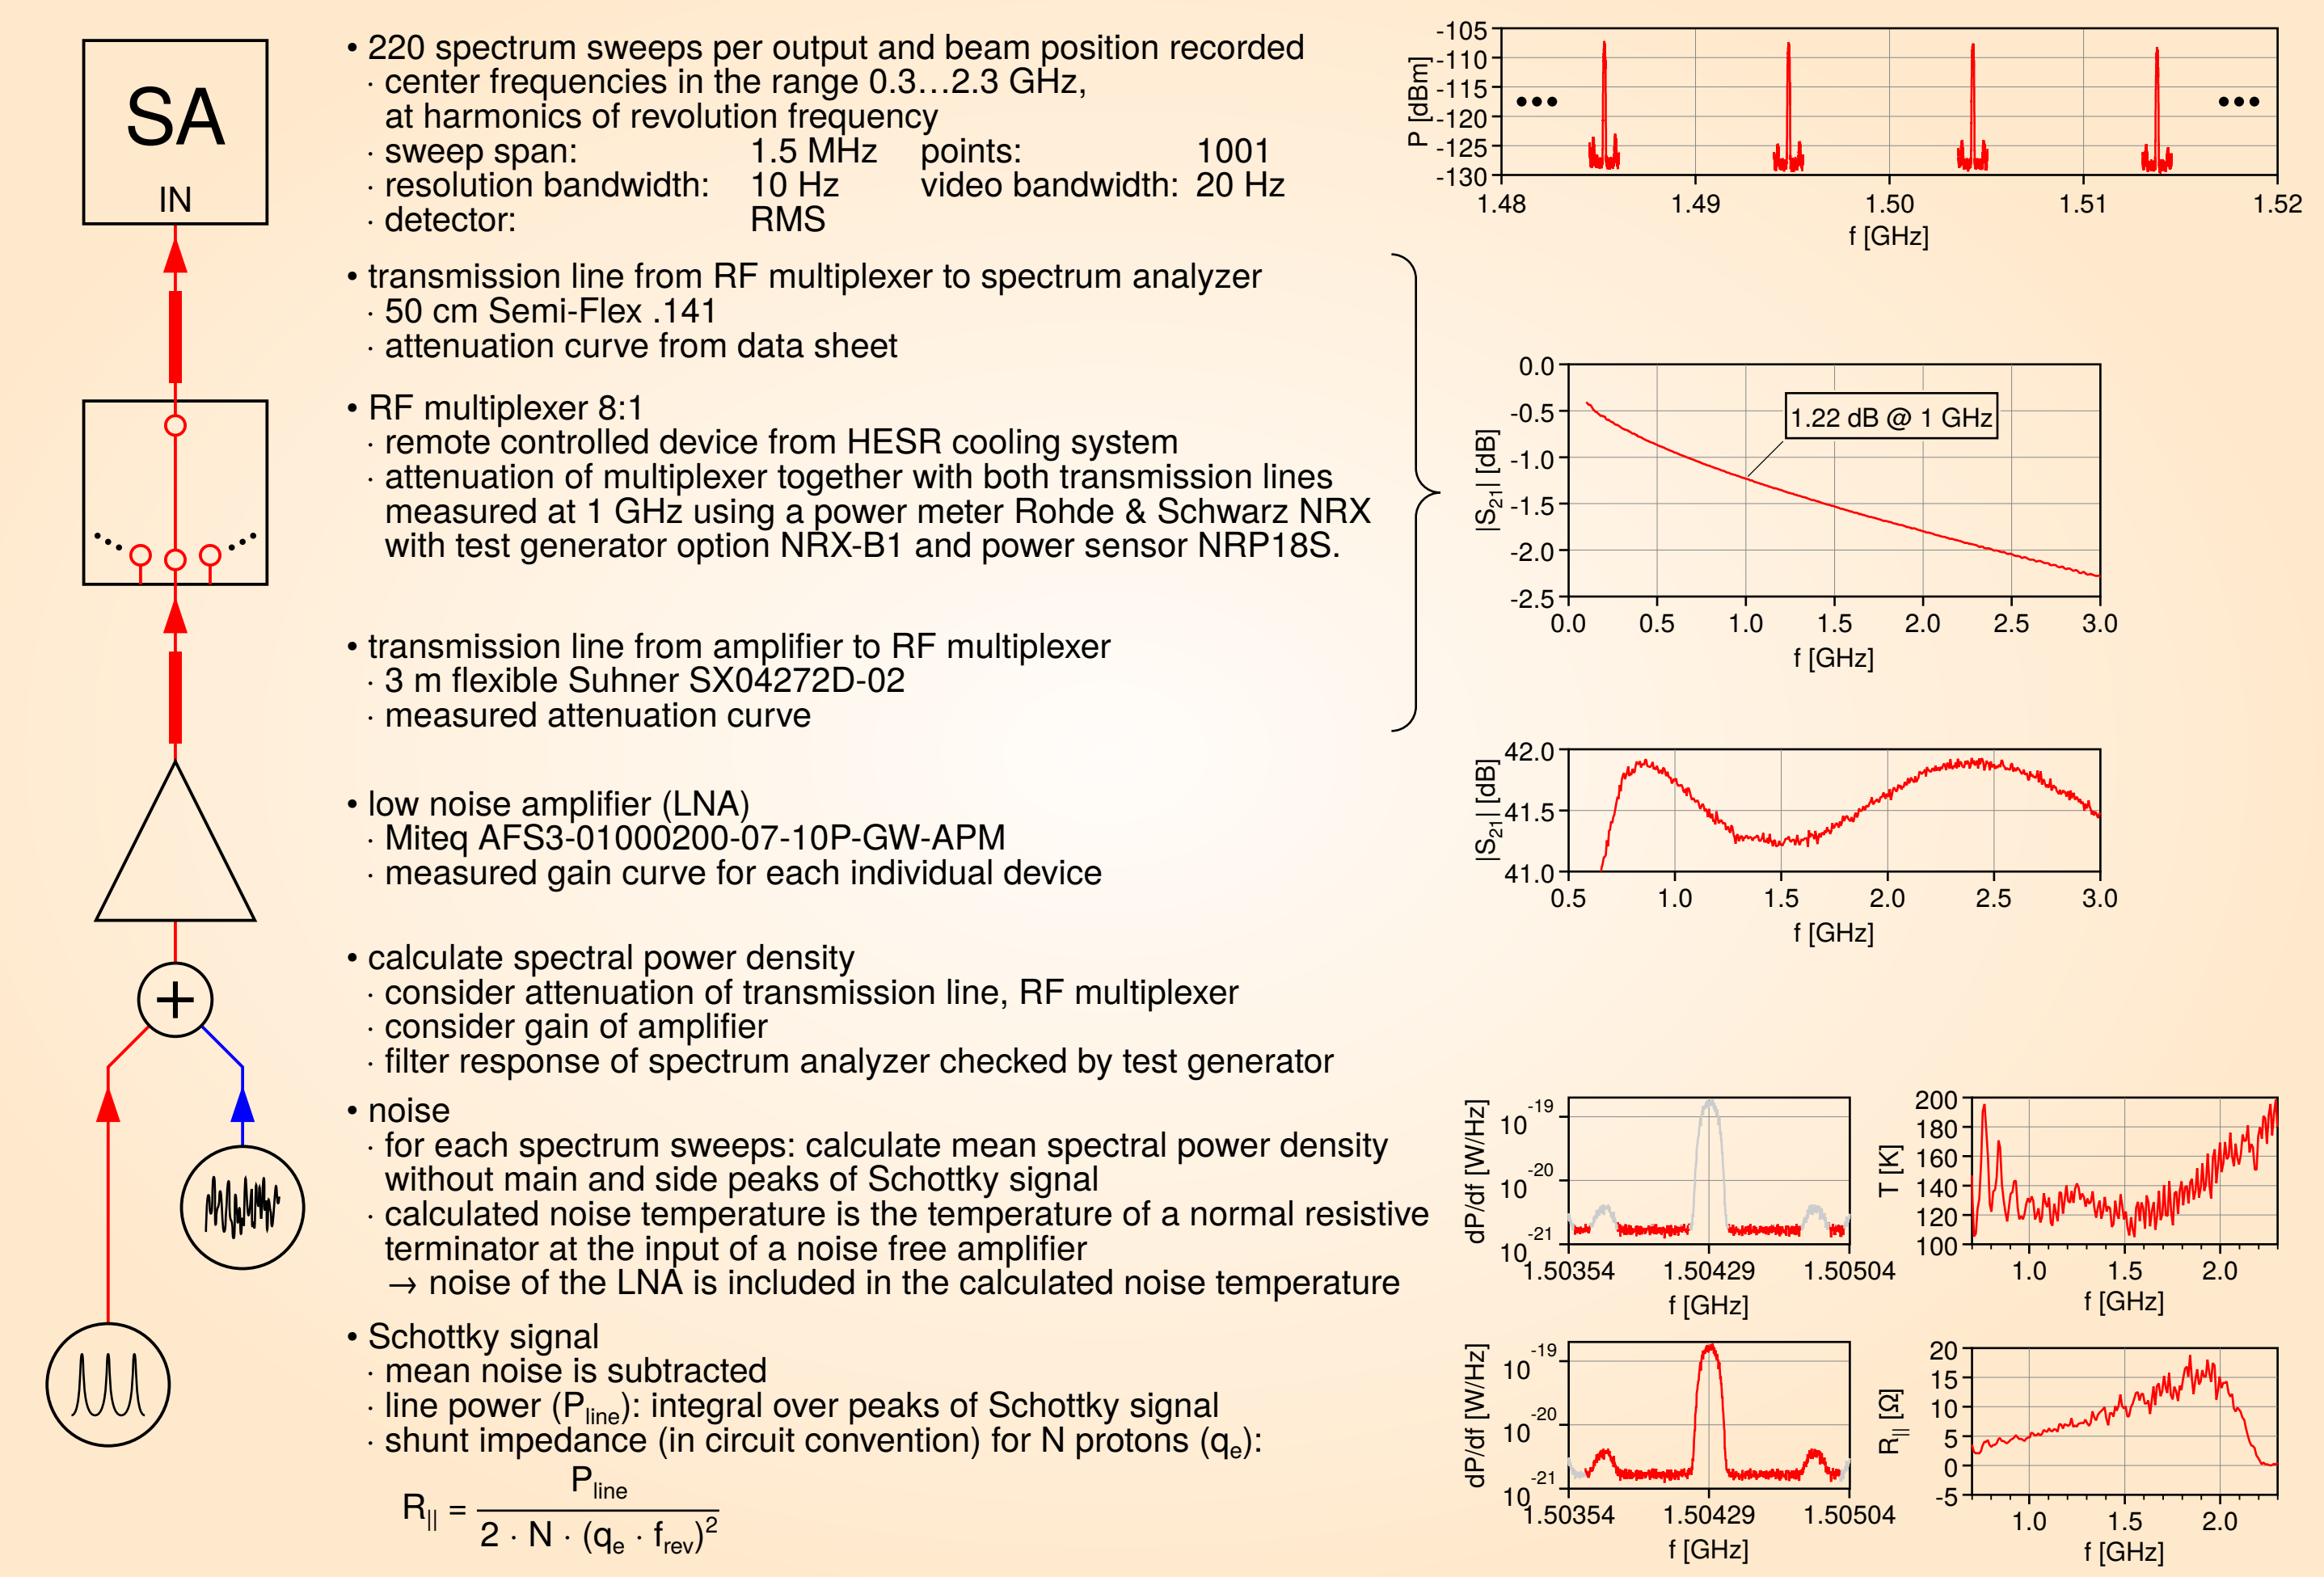 SA
IN
• 220 spectrum sweeps per output and beam position recorded
· center frequencies in the range 0.3…2.3 GHz,
at harmonics of revolution frequency
· sweep span: 1.5 MHz points: 1001
· resolution bandwidth: 10 Hz video bandwidth: 20 Hz
· detector: RMS
• transmission line from RF multiplexer to spectrum analyzer
· 50 cm Semi-Flex .141
· attenuation curve from data sheet
• RF multiplexer 8:1
· remote controlled device from HESR cooling system
· attenuation of multiplexer together with both transmission lines
measured at 1 GHz using a power meter Rohde & Schwarz NRX
with test generator option NRX-B1 and power sensor NRP18S.
• transmission line from amplifier to RF multiplexer
· 3 m flexible Suhner SX04272D-02
· measured attenuation curve
• low noise amplifier (LNA)
· Miteq AFS3-01000200-07-10P-GW-APM
· measured gain curve for each individual device
+
• calculate spectral power density
· consider attenuation of transmission line, RF multiplexer
· consider gain of amplifier
· filter response of spectrum analyzer checked by test generator
• noise
· for each spectrum sweeps: calculate mean spectral power density
without main and side peaks of Schottky signal
· calculated noise temperature is the temperature of a normal resistive
terminator at the input of a noise free amplifier
→ noise of the LNA is included in the calculated noise temperature
• Schottky signal
· mean noise is subtracted
· line power (P_line): integral over peaks of Schottky signal
· shunt impedance (in circuit convention) for N protons (q_e):
R_|| = P_line / 2 · N · (q_e · f_rev)²
P [dBm]
-105
-110
-115
-120
-125
-130
•••
•••
1.48 1.49 1.50 1.51 1.52
f [GHz]
|S_21| [dB]
0.0
-0.5
-1.0
-1.5
-2.0
-2.5
1.22 dB @ 1 GHz
0.0 0.5 1.0 1.5 2.0 2.5 3.0
f [GHz]
|S_21| [dB]
42.0
41.5
41.0
0.5 1.0 1.5 2.0 2.5 3.0
f [GHz]
dP/df [W/Hz]
10^-19
10^-20
10^-21
1.50354 1.50429 1.50504
f [GHz]
T [K]
200
180
160
140
120
100
1.0 1.5 2.0
f [GHz]
dP/df [W/Hz]
10^-19
10^-20
10^-21
1.50354 1.50429 1.50504
f [GHz]
R_|| [Ω]
20
15
10
5
0
-5
1.0 1.5 2.0
f [GHz]